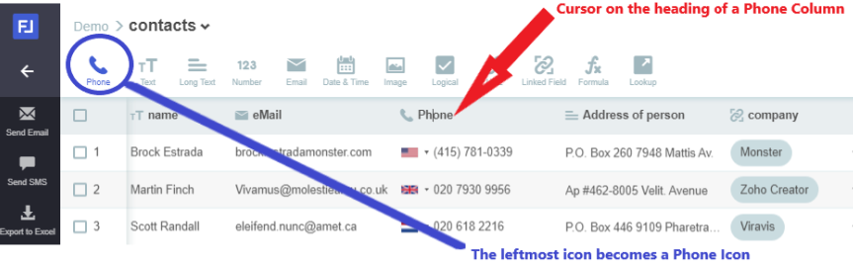 Cursor on the heading of a Phone Column
Demo > contacts
Phone Text Long Text 123 Number Email Date & Time Image Logical Linked Field fx Formula Lookup
Send Email
Send SMS
Export to Excel
TT name eMail Phone Address of person company
1 Brock Estrada brock estradamonster.com (415) 781-0339 P.O. Box 260 7948 Mattis Av. Monster
2 Martin Finch Vivamus@molestie .co.uk 020 7930 9956 Ap #462-8005 Velit. Avenue Zoho Creator
3 Scott Randall eleifend.nunc@amet.ca 020 618 2216 P.O. Box 446 9109 Pharetra... Viravis
The leftmost icon becomes a Phone Icon